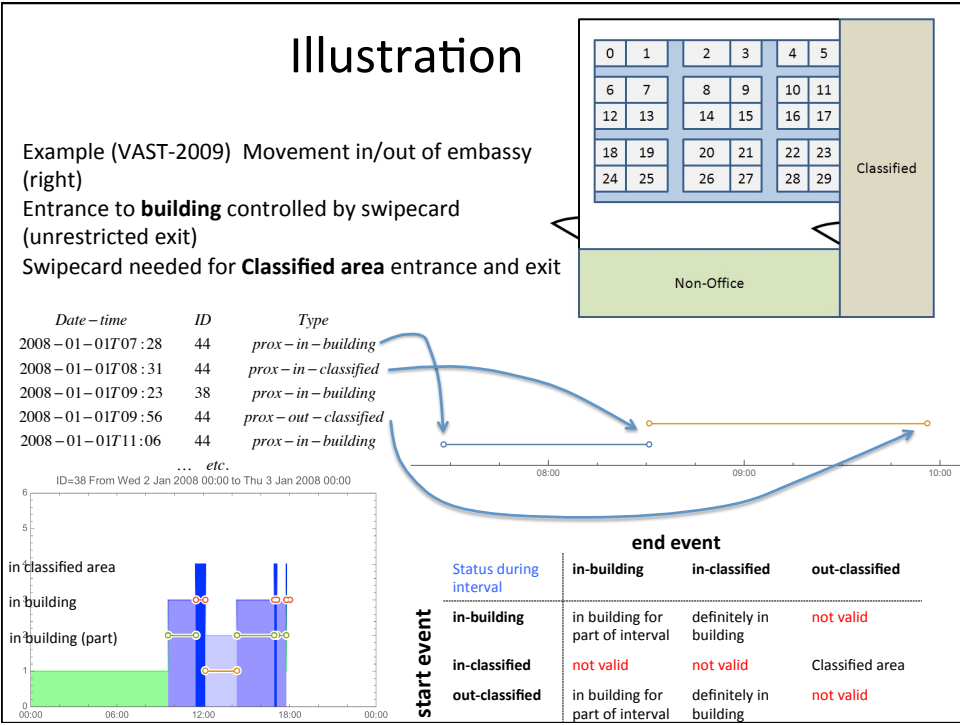 Illustration
Example (VAST-2009) Movement in/out of embassy
(right)
Entrance to building controlled by swipecard
(unrestricted exit)
Swipecard needed for Classified area entrance and exit
0 1 2 3 4 5
6 7 8 9 10 11
12 13 14 15 16 17
18 19 20 21 22 23
24 25 26 27 28 29
Classified
Non-Office
Date – time ID Type
2008 – 01 – 01T07 : 28 44 prox – in – building
2008 – 01 – 01T08 : 31 44 prox – in – classified
2008 – 01 – 01T09 : 23 38 prox – in – building
2008 – 01 – 01T09 : 56 44 prox – out – classified
2008 – 01 – 01T11 : 06 44 prox – in – building
... etc.
08:00 09:00 10:00
ID=38 From Wed 2 Jan 2008 00:00 to Thu 3 Jan 2008 00:00
6
5
4
in classified area
3
in building
2
in building (part)
1
0
00:00 06:00 12:00 18:00 00:00
end event
start event
Status during interval in-building in-classified out-classified
in-building in building for part of interval definitely in building not valid
in-classified not valid not valid Classified area
out-classified in building for part of interval definitely in building not valid